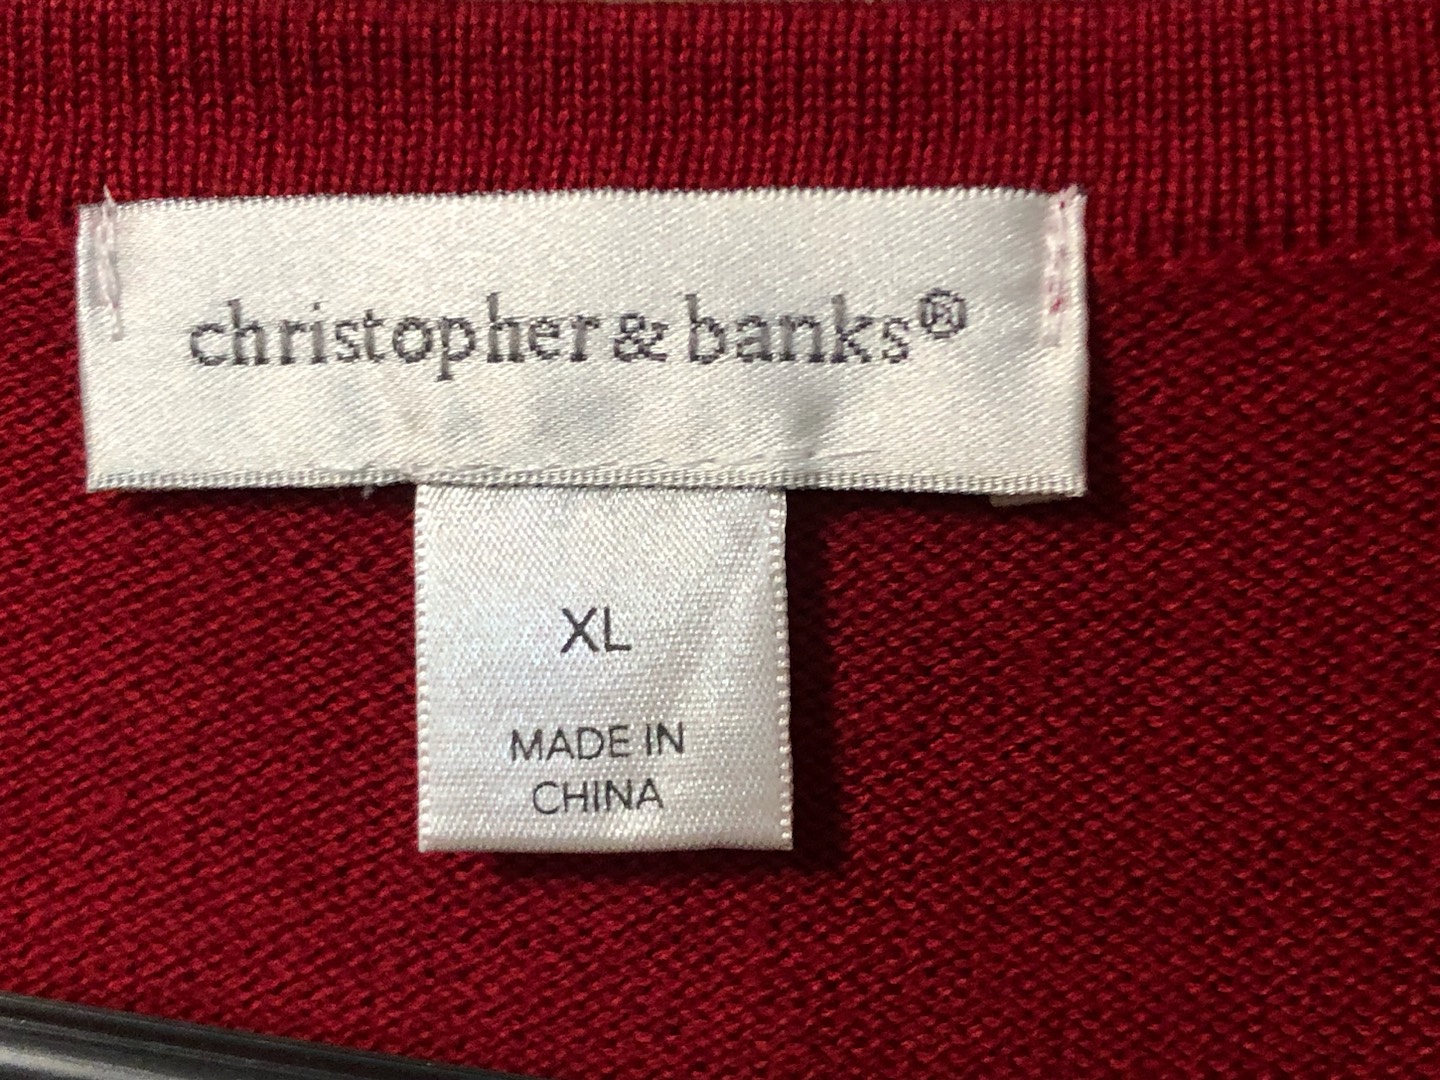 christopher & banks®
XL
MADE IN
CHINA